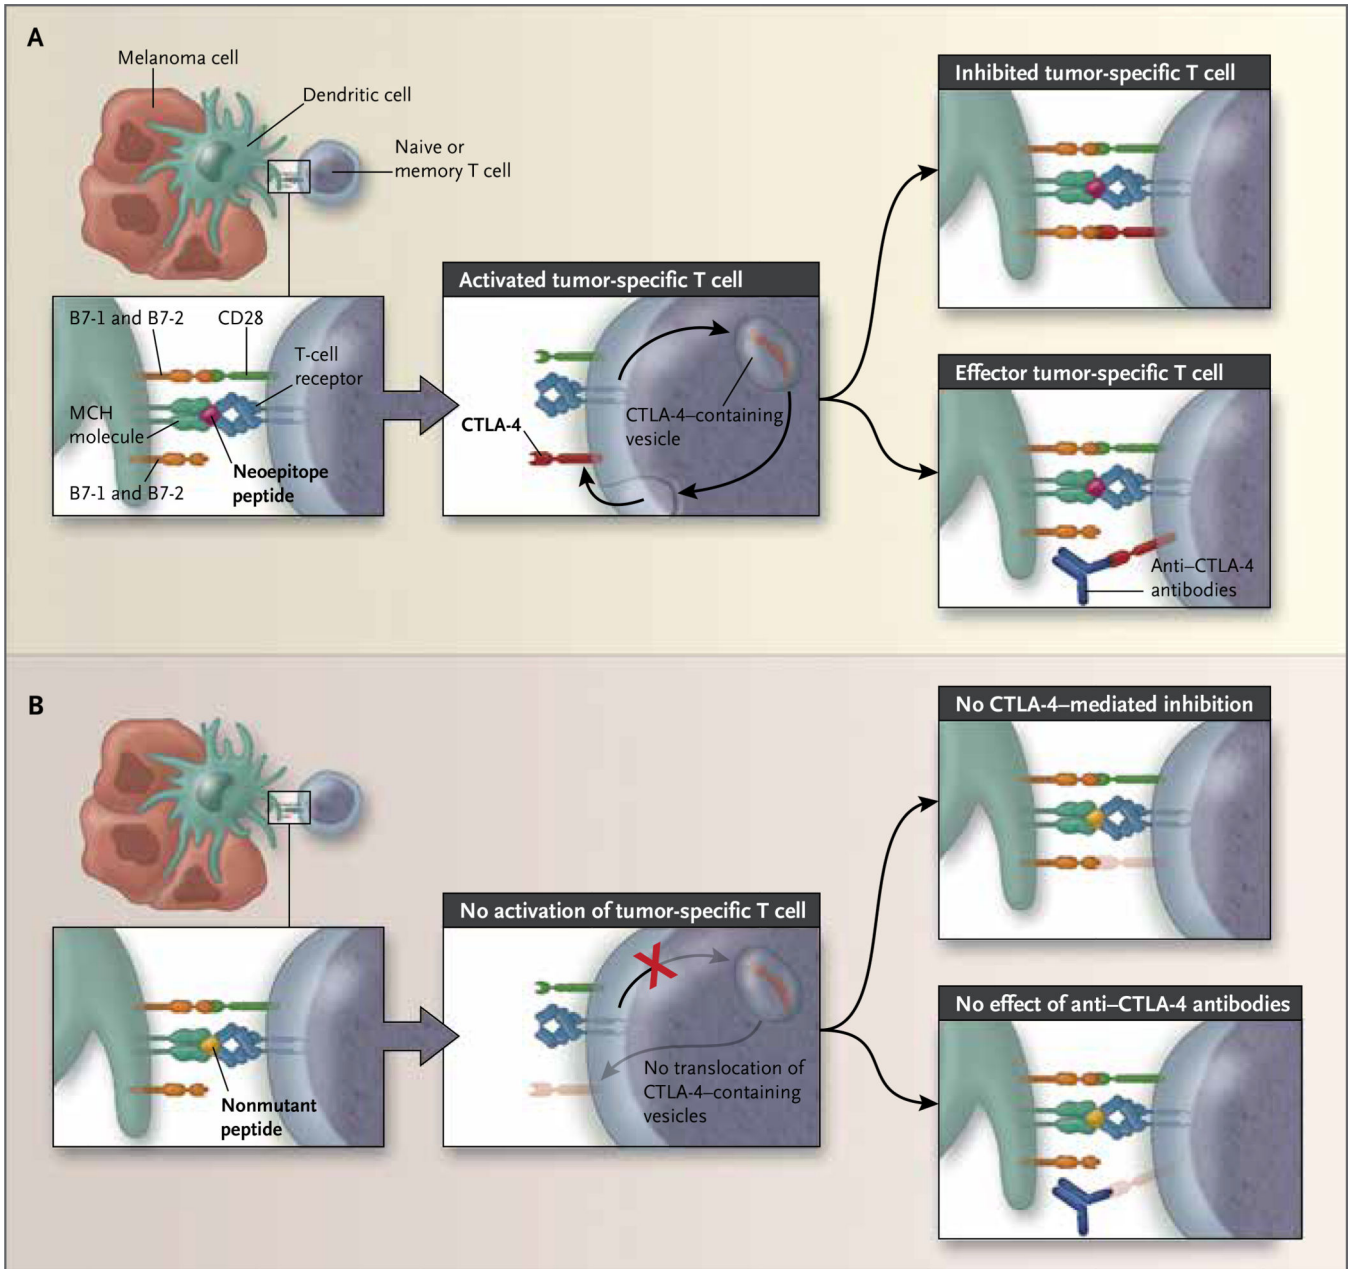 A
Melanoma cell
Dendritic cell
Naive or
memory T cell
B7-1 and B7-2
CD28
T-cell
receptor
MCH
molecule
Neoepitope
peptide
B7-1 and B7-2
Activated tumor-specific T cell
CTLA-4
CTLA-4–containing
vesicle
Inhibited tumor-specific T cell
Effector tumor-specific T cell
Anti–CTLA-4
antibodies
B
Nonmutant
peptide
No activation of tumor-specific T cell
No translocation of
CTLA-4–containing
vesicles
No CTLA-4–mediated inhibition
No effect of anti–CTLA-4 antibodies